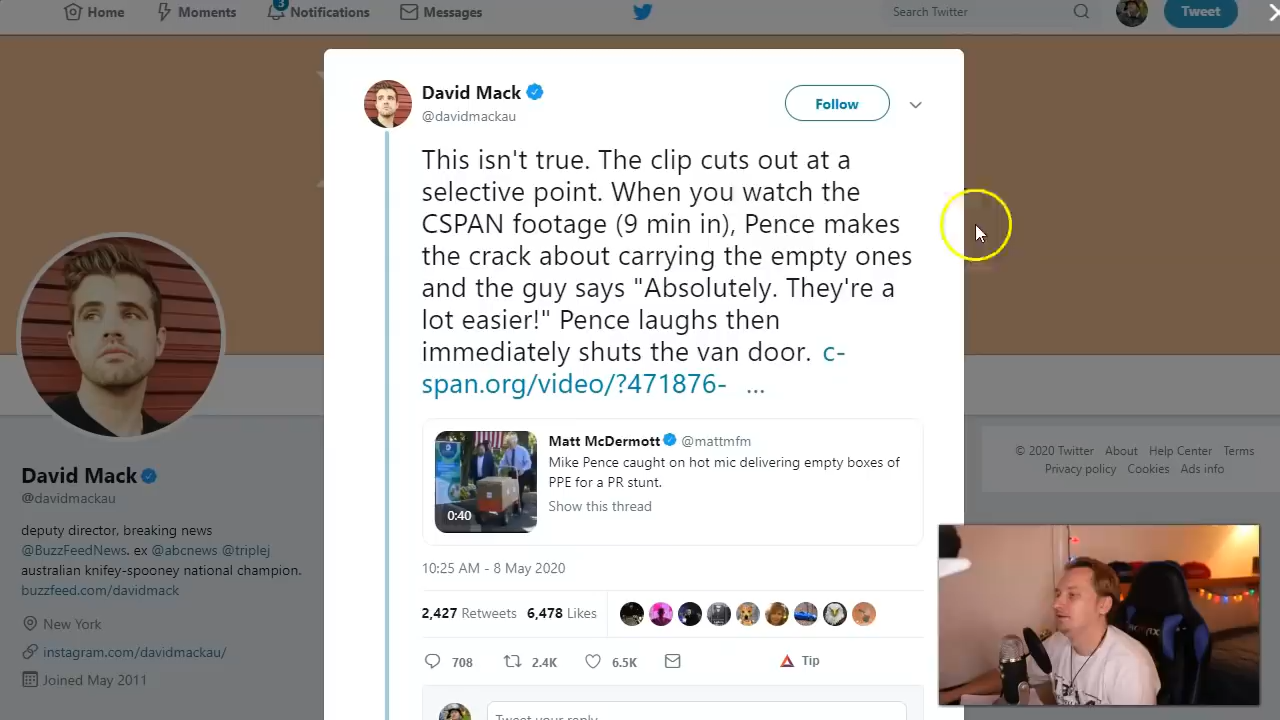 Home
Moments
3
Notifications
Messages
Search Twitter
Tweet
David Mack
@davidmackau
Follow
This isn't true. The clip cuts out at a
selective point. When you watch the
CSPAN footage (9 min in), Pence makes
the crack about carrying the empty ones
and the guy says "Absolutely. They're a
lot easier!" Pence laughs then
immediately shuts the van door. c-
span.org/video/?471876- ...
Matt McDermott @mattmfm
Mike Pence caught on hot mic delivering empty boxes of
PPE for a PR stunt.
Show this thread
0:40
10:25 AM - 8 May 2020
2,427 Retweets 6,478 Likes
708
2.4K
6.5K
Tip
Tweet your reply
David Mack
@davidmackau
deputy director, breaking news
@BuzzFeedNews. ex @abcnews @triplej
australian knifey-spooney national champion.
buzzfeed.com/davidmack
New York
instagram.com/davidmackau/
Joined May 2011
© 2020 Twitter About Help Center Terms
Privacy policy Cookies Ads info